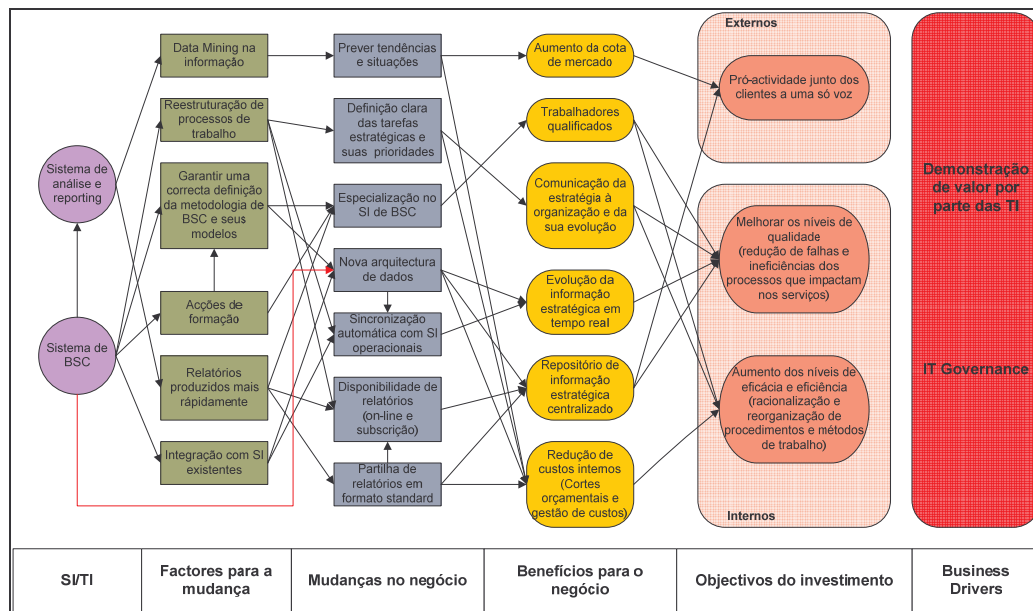 Sistema de
análise e
reporting
Sistema de
BSC
Data Mining na
informação
Reestruturação de
processos de
trabalho
Garantir uma
correcta definição
da metodologia de
BSC e seus
modelos
Acções de
formação
Relatórios
produzidos mais
rápidamente
Integração com SI
existentes
Prever tendências
e situações
Definição clara
das tarefas
estratégicas e
suas prioridades
Especialização no
SI de BSC
Nova arquitectura
de dados
Sincronização
automática com SI
operacionais
Disponibilidade de
relatórios
(on-line e
subscrição)
Partilha de
relatórios em
formato standard
Aumento da cota
de mercado
Trabalhadores
qualificados
Comunicação da
estratégia à
organização e da
sua evolução
Evolução da
informação
estratégica em
tempo real
Repositório de
informação
estratégica
centralizado
Redução de
custos internos
(Cortes
orçamentais e
gestão de custos)
Externos
Pró-actividade junto dos
clientes a uma só voz
Melhorar os níveis de
qualidade
(redução de falhas e
ineficiências dos
processos que impactam
nos serviços)
Aumento dos níveis de
eficácia e eficiência
(racionalização e
reorganização de
procedimentos e métodos
de trabalho)
Internos
Demonstração
de valor por
parte das TI
IT Governance
SI/TI
Factores para a
mudança
Mudanças no negócio
Benefícios para o
negócio
Objectivos do investimento
Business
Drivers